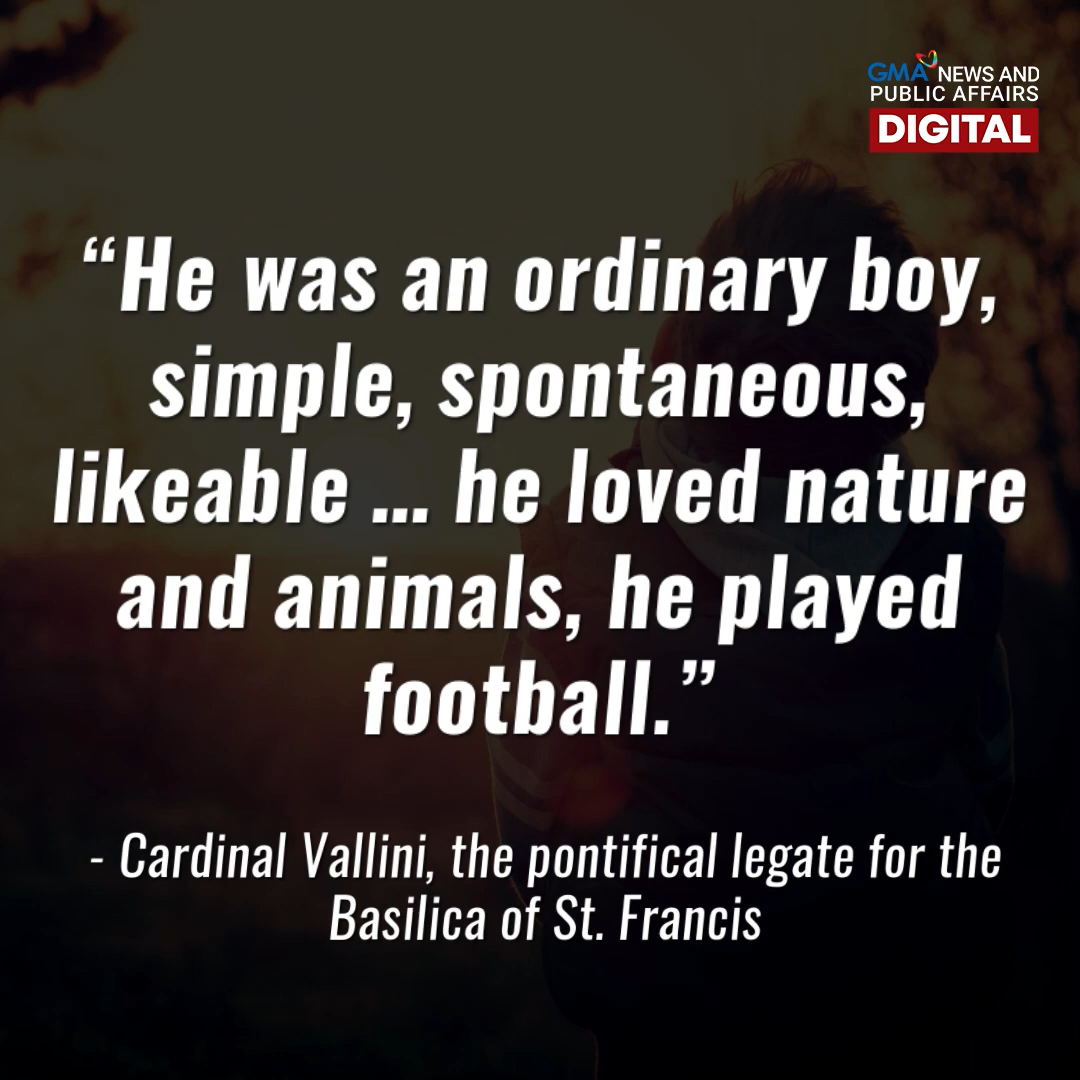 GMA NEWS AND
PUBLIC AFFAIRS
DIGITAL
“He was an ordinary boy,
simple, spontaneous,
likeable ... he loved nature
and animals, he played
football.”
- Cardinal Vallini, the pontifical legate for the
Basilica of St. Francis